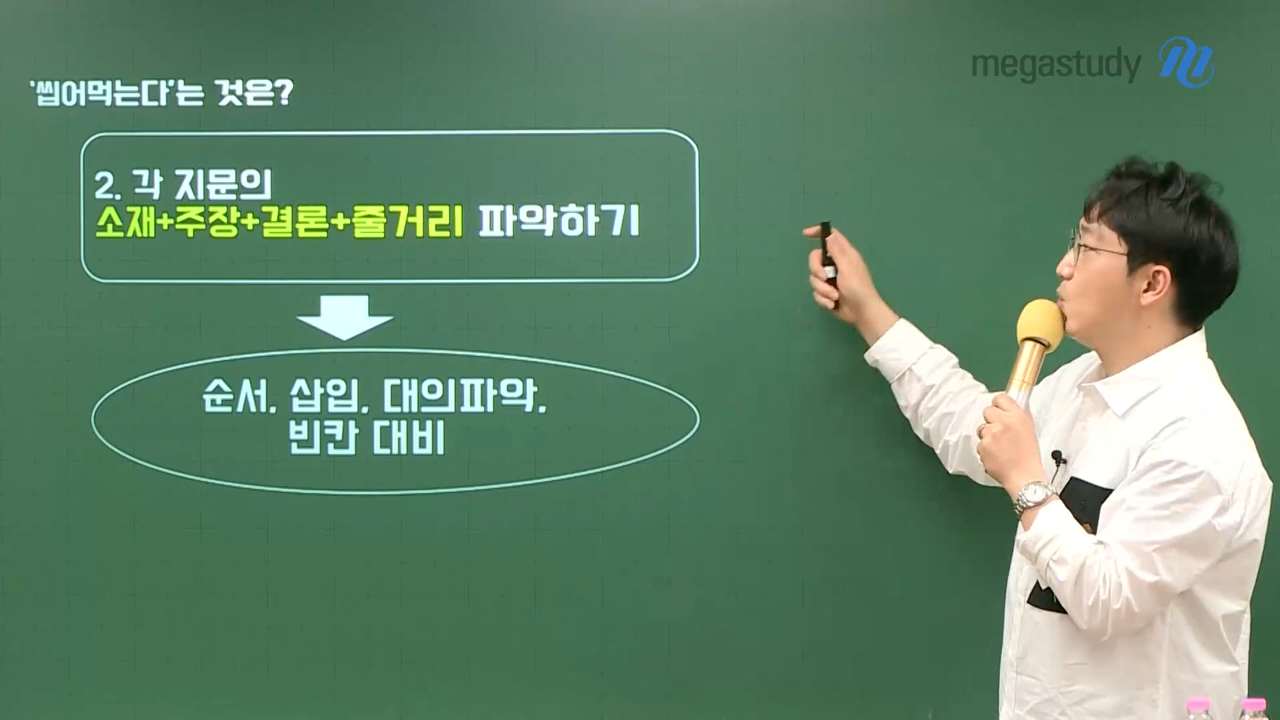 megastudy
'씹어먹는다'는 것은?
2. 각 지문의
소재+주장+결론+줄거리 파악하기
순서, 삽입, 대의파악,
빈칸 대비